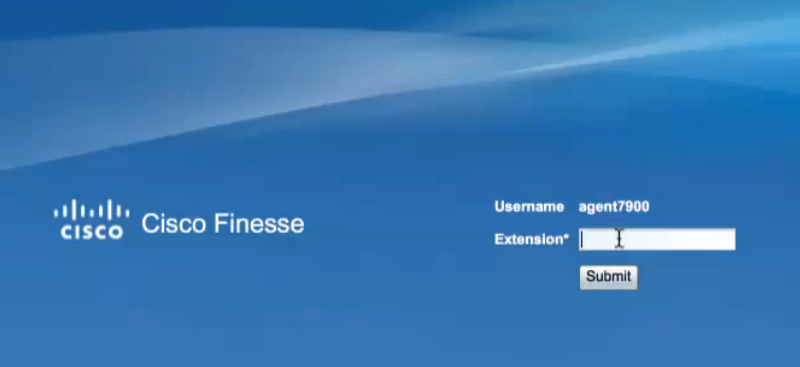 CISCO
Cisco Finesse
Username agent7900
Extension*
Submit